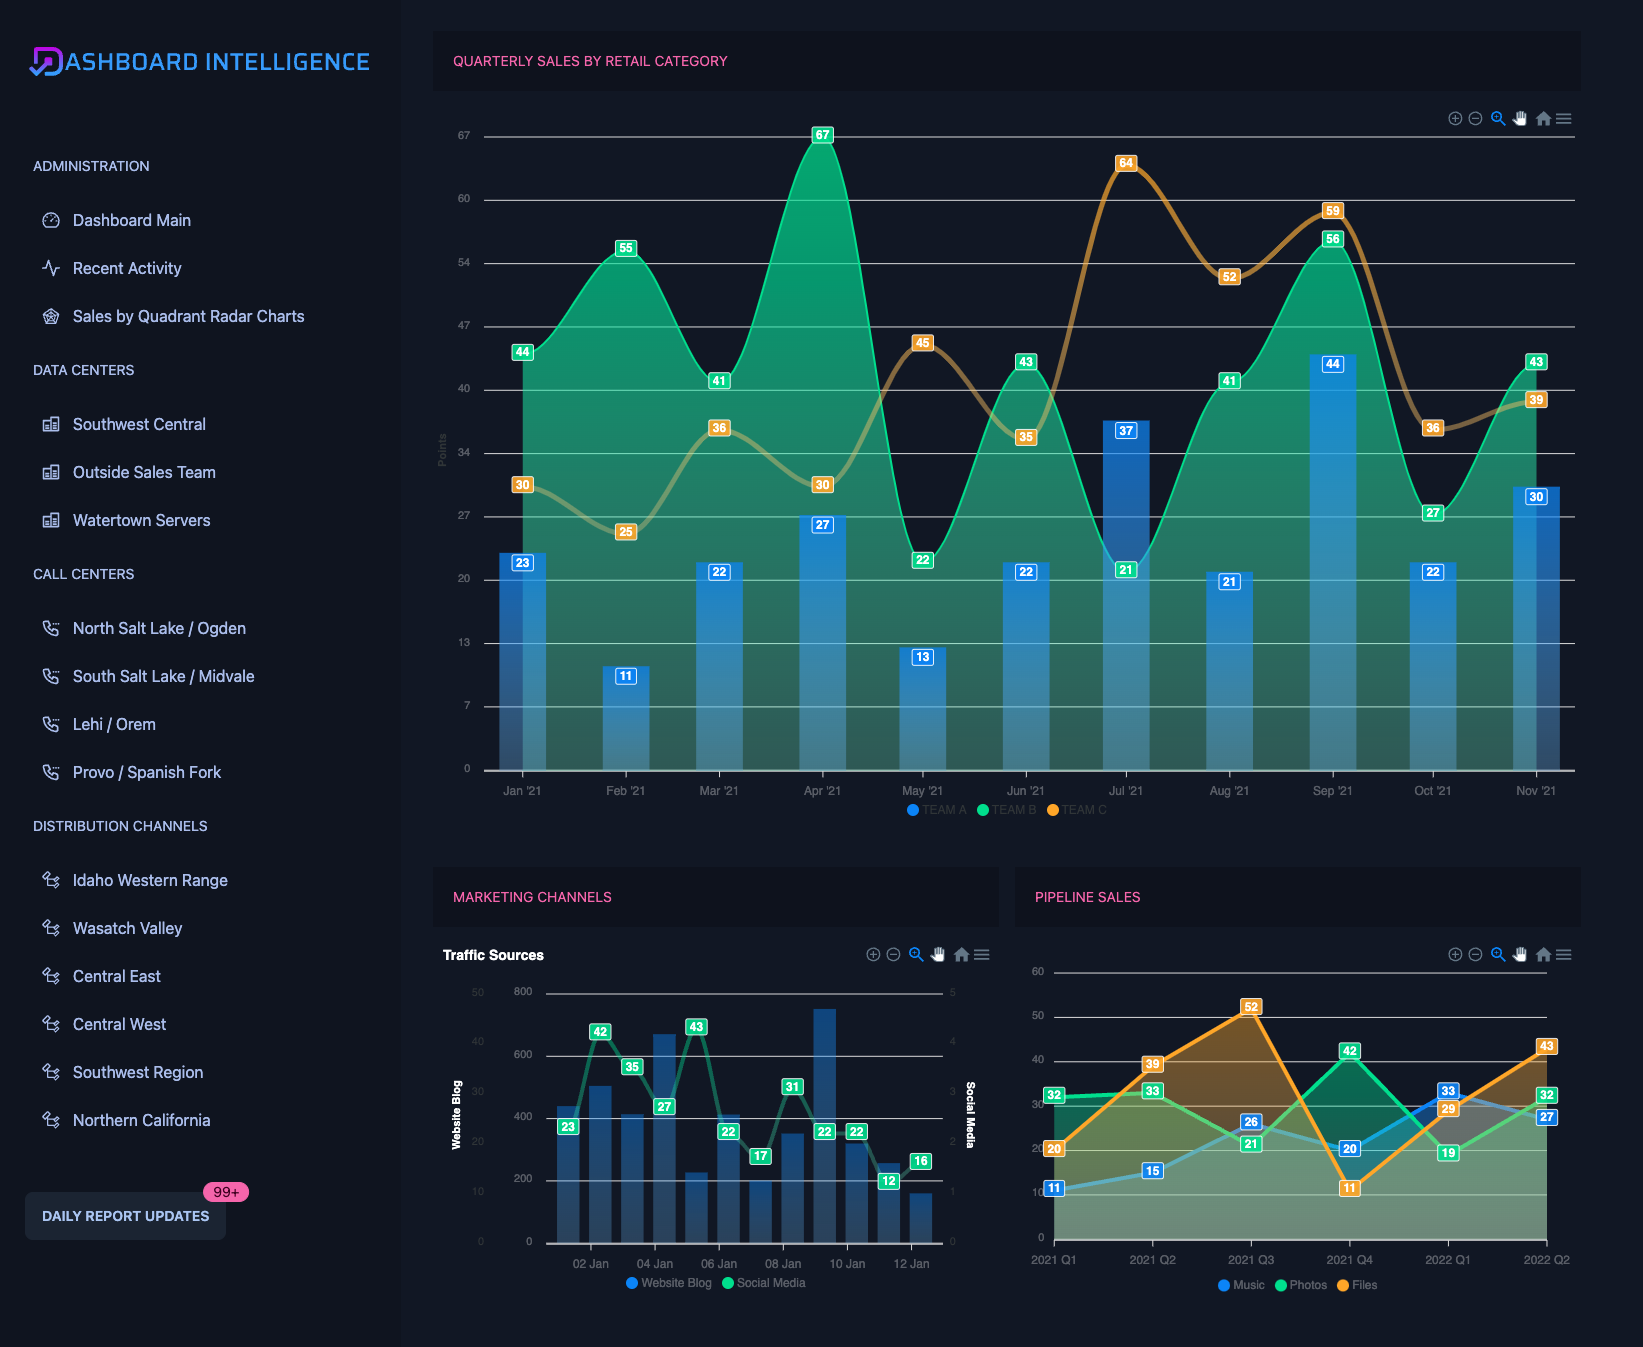 DASHBOARD INTELLIGENCE
ADMINISTRATION
Dashboard Main
Recent Activity
Sales by Quadrant Radar Charts
DATA CENTERS
Southwest Central
Outside Sales Team
Watertown Servers
CALL CENTERS
North Salt Lake / Ogden
South Salt Lake / Midvale
Lehi / Orem
Provo / Spanish Fork
DISTRIBUTION CHANNELS
Idaho Western Range
Wasatch Valley
Central East
Central West
Southwest Region
Northern California
99+
DAILY REPORT UPDATES
QUARTERLY SALES BY RETAIL CATEGORY
Points
67
60
54
47
40
34
27
20
13
7
0
44 55 41 67 22 43 21 41 56 27 43
30 25 36 30 45 35 64 52 59 36 39
23 11 22 27 13 22 37 21 44 22 30
Jan '21 Feb '21 Mar '21 Apr '21 May '21 Jun '21 Jul '21 Aug '21 Sep '21 Oct '21 Nov '21
TEAM A TEAM B TEAM C
MARKETING CHANNELS
Traffic Sources
Website Blog
50 800 5
40 600 4
30 400 3
20 200 2
10 1
0 0 0
Social Media
23 42 35 27 43 22 17 31 22 22 12 16
02 Jan 04 Jan 06 Jan 08 Jan 10 Jan 12 Jan
Website Blog Social Media
PIPELINE SALES
60
50
40
30
20
10
0
32 33 21 42 19 32
20 39 52 11 29 43
11 15 26 20 33 27
2021 Q1 2021 Q2 2021 Q3 2021 Q4 2022 Q1 2022 Q2
Music Photos Files